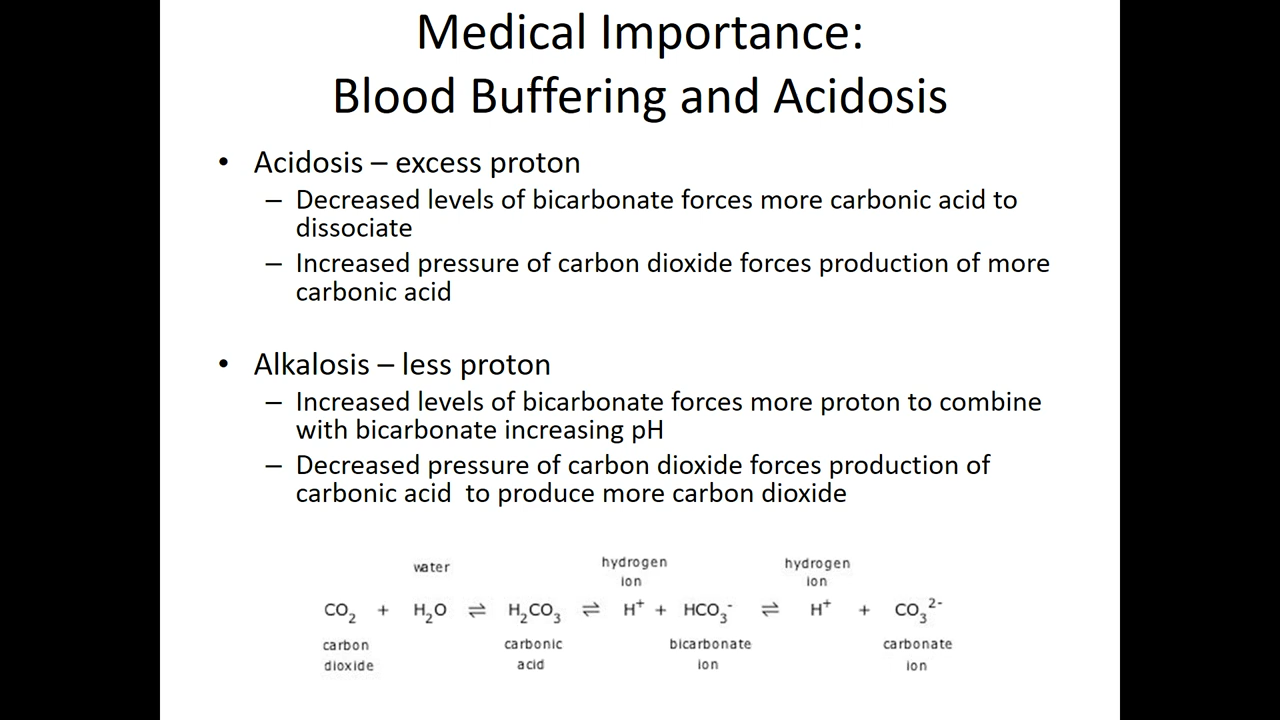 Medical Importance:
Blood Buffering and Acidosis
• Acidosis – excess proton
– Decreased levels of bicarbonate forces more carbonic acid to
dissociate
– Increased pressure of carbon dioxide forces production of more
carbonic acid
• Alkalosis – less proton
– Increased levels of bicarbonate forces more proton to combine
with bicarbonate increasing pH
– Decreased pressure of carbon dioxide forces production of
carbonic acid  to produce more carbon dioxide
water hydrogen hydrogen
ion ion
CO₂ + H₂O ⇌ H₂CO₃ ⇌ H⁺ + HCO₃⁻ ⇌ H⁺ + CO₃²⁻
carbon carbonic bicarbonate carbonate
dioxide acid ion ion